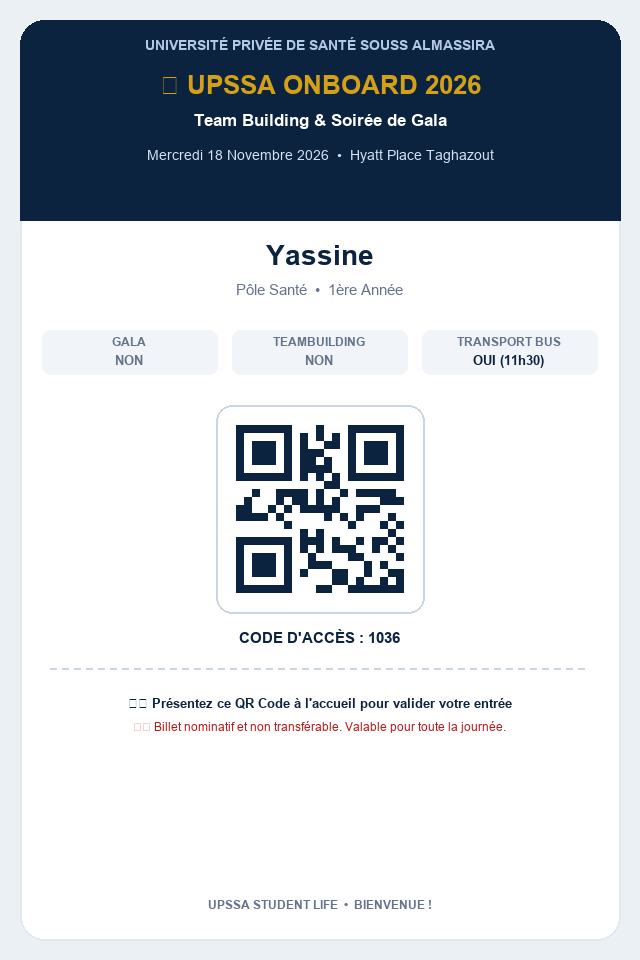 UNIVERSITÉ PRIVÉE DE SANTÉ SOUSS ALMASSIRA
UPSSA ONBOARD 2026
Team Building & Soirée de Gala
Mercredi 18 Novembre 2026 • Hyatt Place Taghazout
Yassine
Pôle Santé • 1ère Année
GALA
NON
TEAMBUILDING
NON
TRANSPORT BUS
OUI (11h30)
CODE D'ACCÈS : 1036
Présentez ce QR Code à l'accueil pour valider votre entrée
Billet nominatif et non transférable. Valable pour toute la journée.
UPSSA STUDENT LIFE • BIENVENUE !